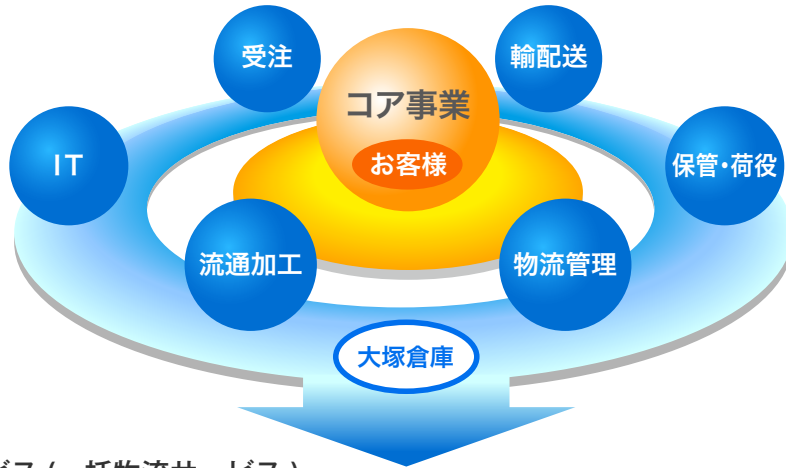 受注
輸配送
コア事業
お客様
IT
保管・荷役
流通加工
物流管理
大塚倉庫